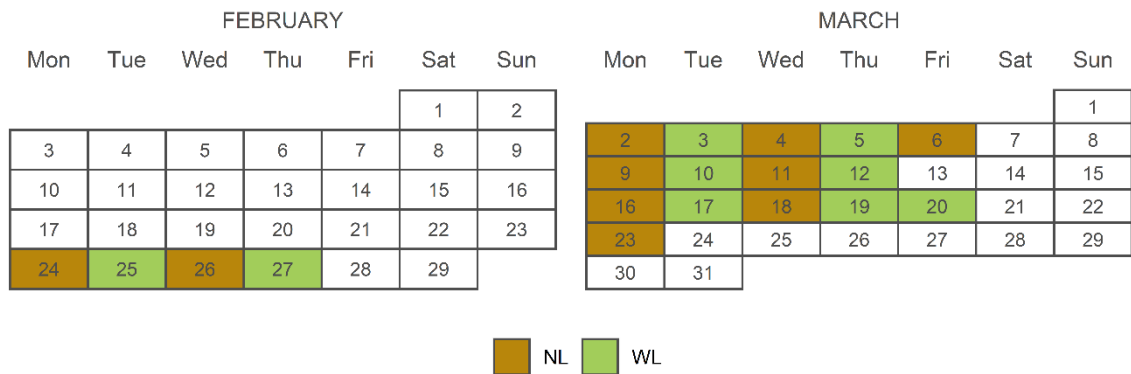 FEBRUARY
Mon Tue Wed Thu Fri Sat Sun
1 2
3 4 5 6 7 8 9
10 11 12 13 14 15 16
17 18 19 20 21 22 23
24 25 26 27 28 29
MARCH
Mon Tue Wed Thu Fri Sat Sun
1
2 3 4 5 6 7 8
9 10 11 12 13 14 15
16 17 18 19 20 21 22
23 24 25 26 27 28 29
30 31
NL WL